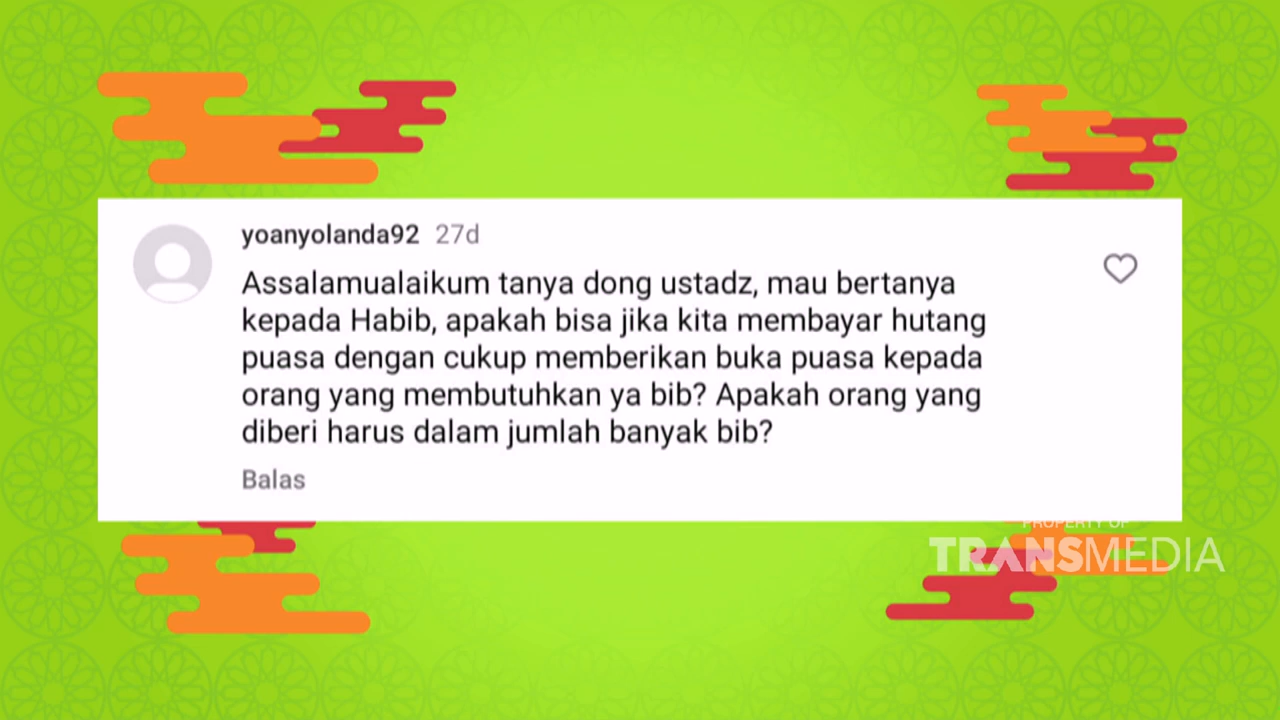 yoanyolanda92 27d
Assalamualaikum tanya dong ustadz, mau bertanya
kepada Habib, apakah bisa jika kita membayar hutang
puasa dengan cukup memberikan buka puasa kepada
orang yang membutuhkan ya bib? Apakah orang yang
diberi harus dalam jumlah banyak bib?
Balas
PROPERTY OF
TRANSMEDIA